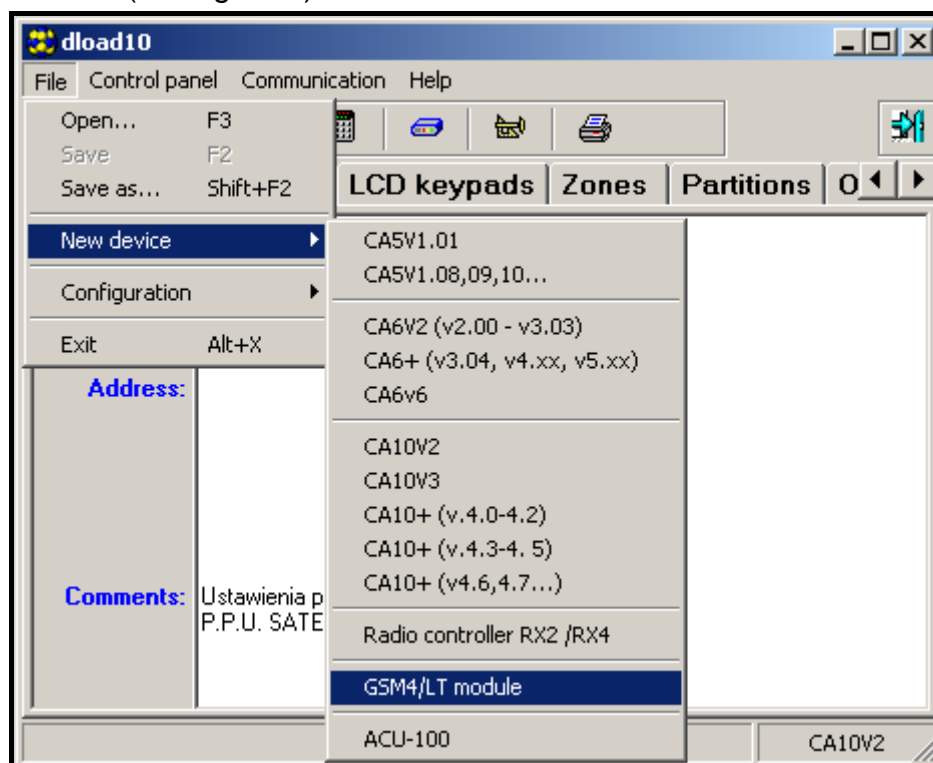 dload10
File Control panel Communication Help
Open... F3
Save F2
Save as... Shift+F2
New device
Configuration
Exit Alt+X
LCD keypads Zones Partitions O
CA5V1.01
CA5V1.08,09,10...
CA6V2 (v2.00 - v3.03)
CA6+ (v3.04, v4.xx, v5.xx)
CA6v6
CA10V2
CA10V3
CA10+ (v.4.0-4.2)
CA10+ (v.4.3-4. 5)
CA10+ (v4.6,4.7...)
Radio controller RX2 /RX4
GSM4/LT module
ACU-100
Address:
Comments: Ustawienia p
P.P.U. SATE
CA10V2